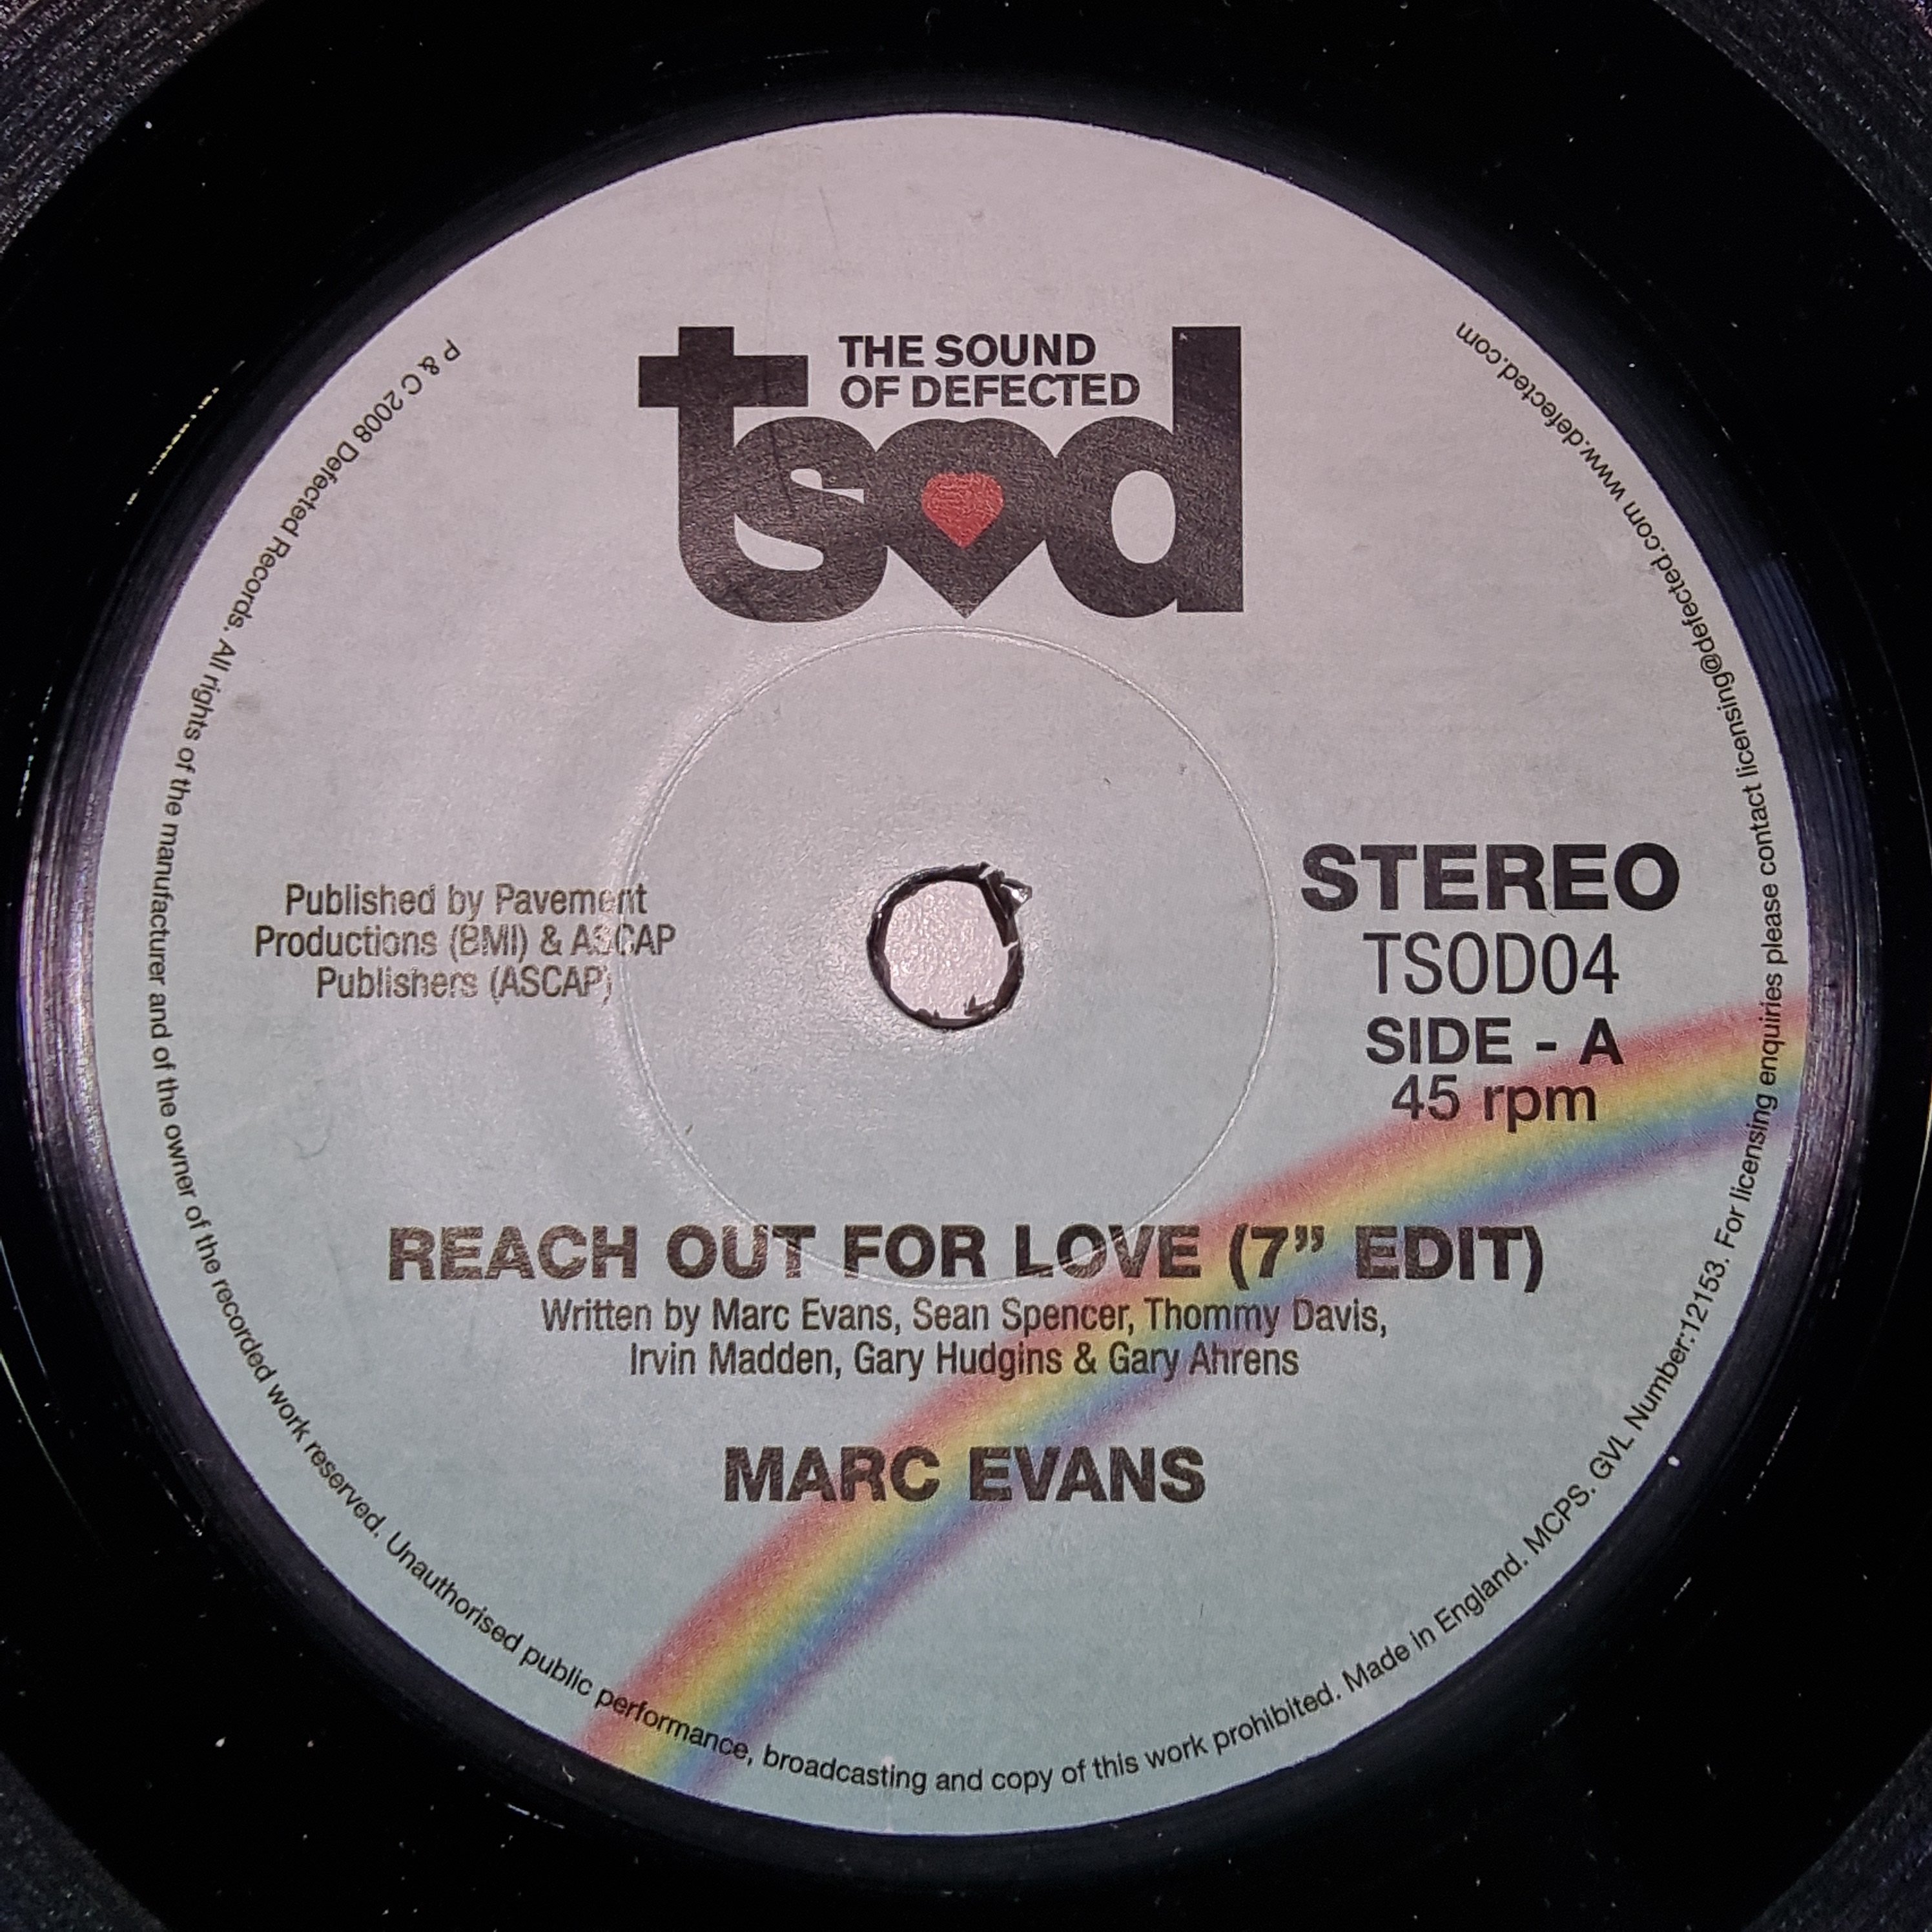 THE SOUND
OF DEFECTED
tsod
Published by Pavement
Productions (BMI) & ASCAP
Publishers (ASCAP)
STEREO
TSOD04
SIDE - A
45 rpm
REACH OUT FOR LOVE (7” EDIT)
Written by Marc Evans, Sean Spencer, Thommy Davis,
Irvin Madden, Gary Hudgins & Gary Ahrens
MARC EVANS
P & C 2008 Defected Records. All rights of the manufacturer and of the owner of the recorded work reserved. Unauthorised public performance, broadcasting and copy of this work prohibited. Made in England. MCPS. GVL Number:12153. For licensing enquiries please contact licensing@defected.com www.defected.com